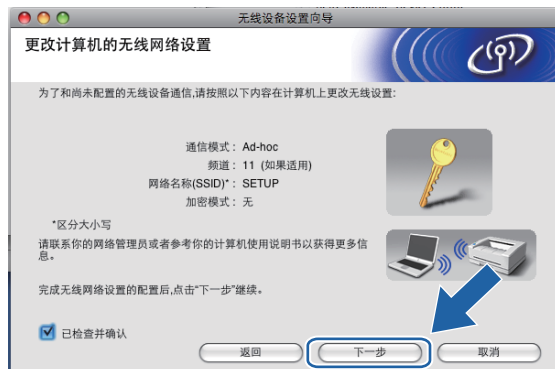 无线设备设置向导
更改计算机的无线网络设置
为了和尚未配置的无线设备通信,请按照以下内容在计算机上更改无线设置:
通信模式: Ad-hoc
频道: 11 (如果适用)
网络名称(SSID)*: SETUP
加密模式: 无
*区分大小写
请联系你的网络管理员或者参考你的计算机使用说明书以获得更多信
息。
完成无线网络设置的配置后,点击“下一步”继续。
已检查并确认
返回 下一步 取消